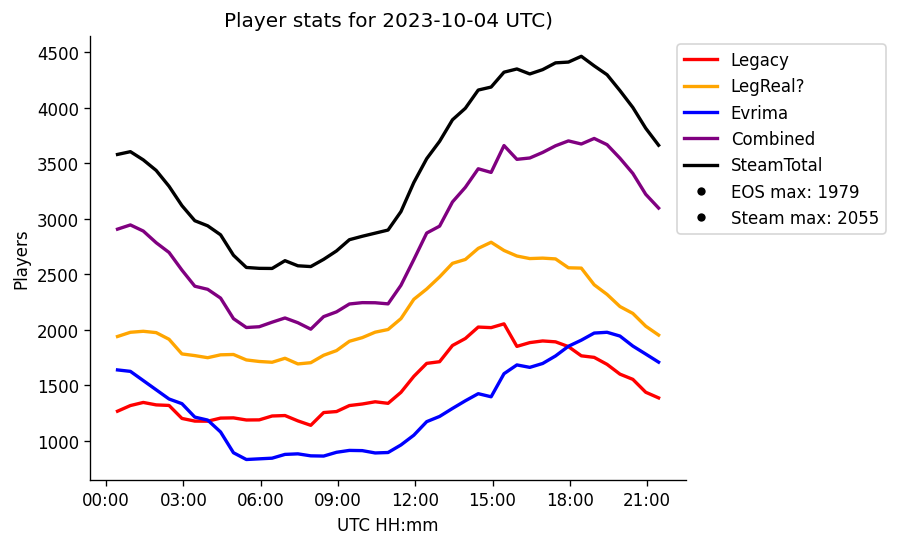 Player stats for 2023-10-04 UTC)
4500
4000
3500
3000
2500
2000
1500
1000
Players
00:00 03:00 06:00 09:00 12:00 15:00 18:00 21:00
UTC HH:mm
Legacy
LegReal?
Evrima
Combined
SteamTotal
EOS max: 1979
Steam max: 2055